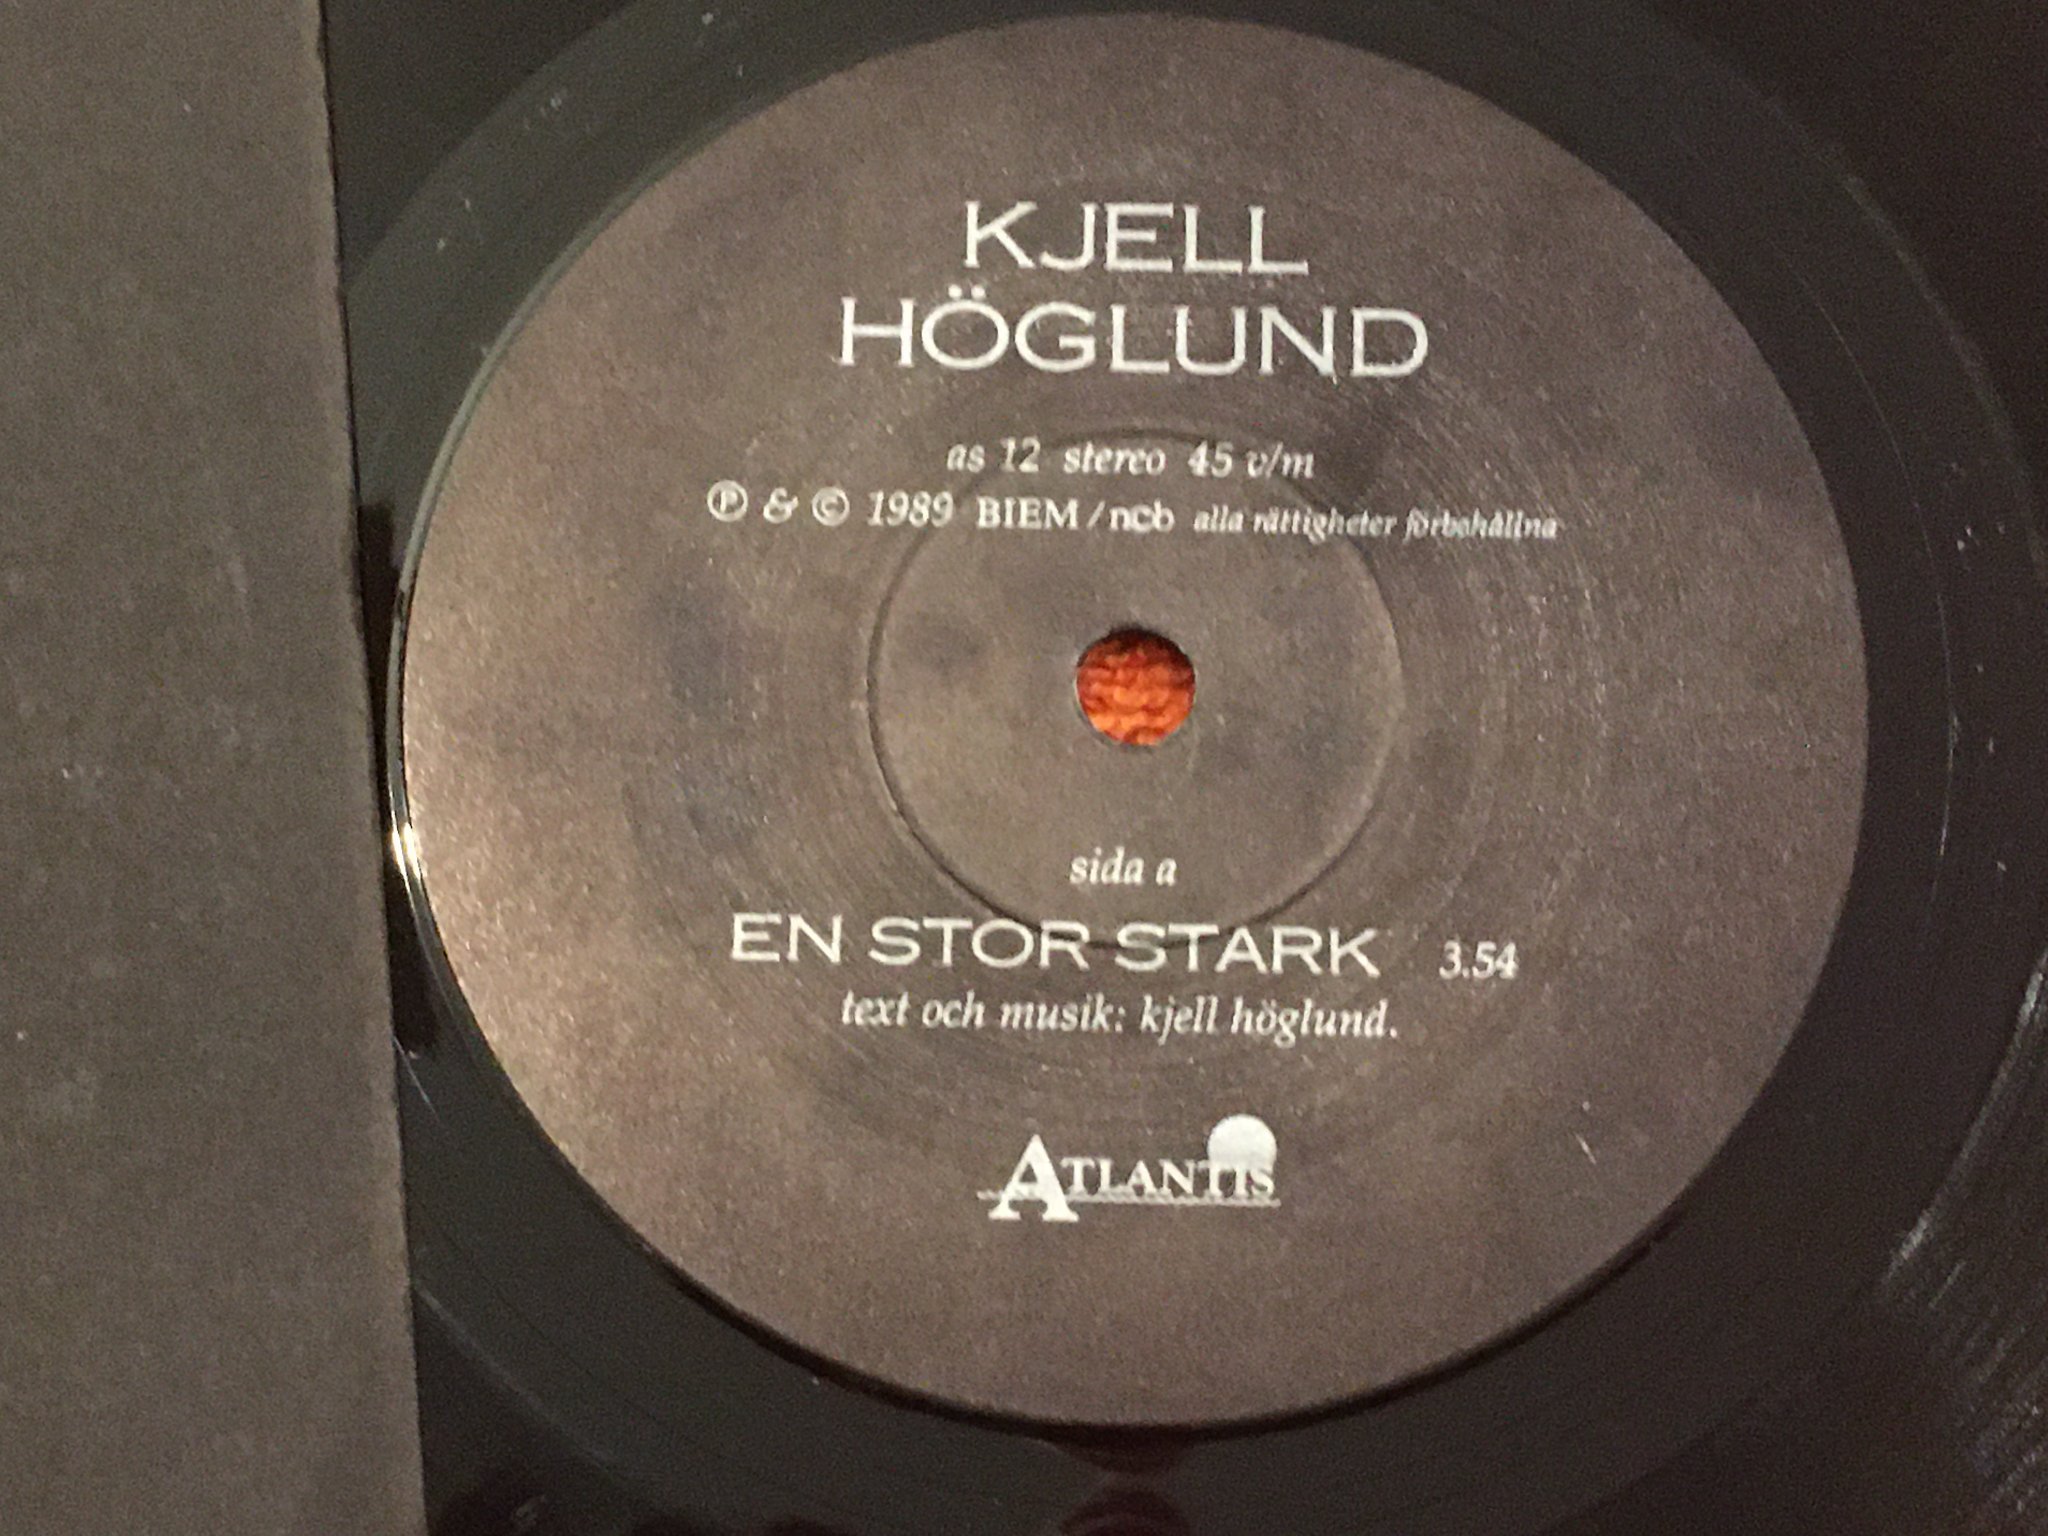 KJELL
HÖGLUND
as 12 stereo 45 v/m
℗ & © 1989 BIEM / ncb alla rättigheter förbehållna
sida a
EN STOR STARK 3.54
text och musik: kjell höglund.
ATLANTIS